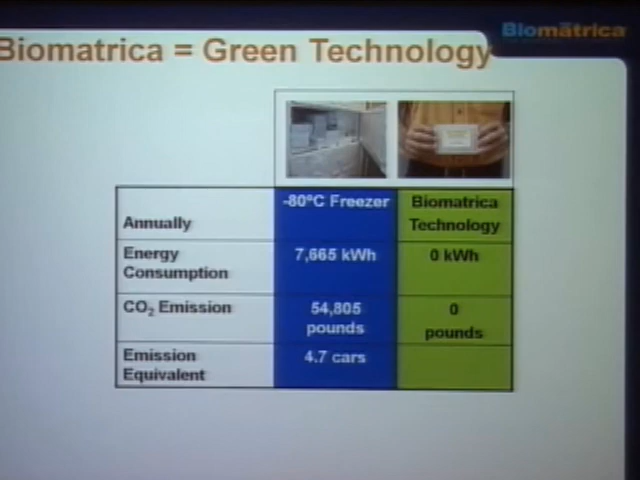 Biomātrica
Biomatrica = Green Technology
Annually
-80°C Freezer
Biomatrica
Technology
Energy
Consumption
7,665 kWh
0 kWh
CO₂ Emission
54,805
pounds
0
pounds
Emission
Equivalent
4.7 cars